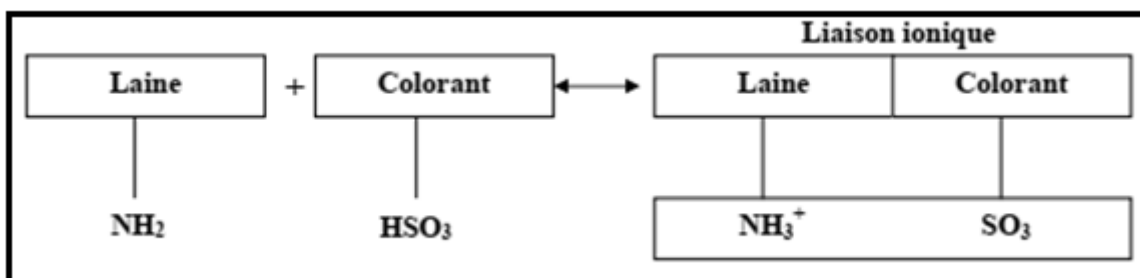 Liaison ionique
Laine + Colorant Laine Colorant
NH₂ HSO₃ NH₃⁺ SO₃